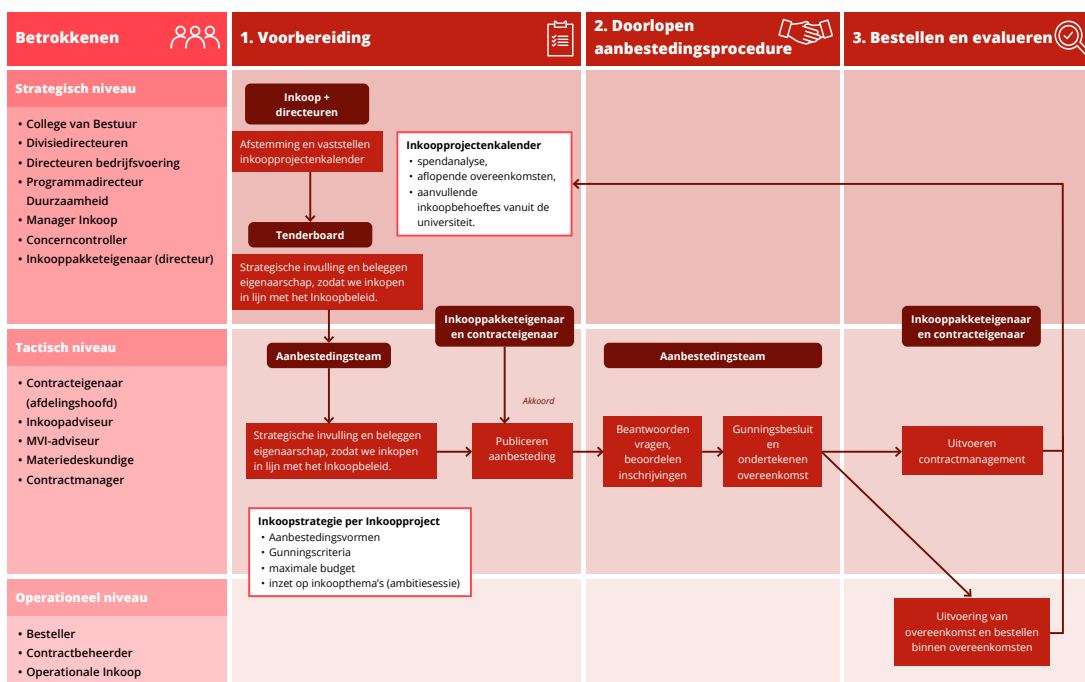 Betrokkenen
1. Voorbereiding
2. Doorlopen
aanbestedingsprocedure
3. Bestellen en evalueren
Strategisch niveau
• College van Bestuur
• Divisiedirecteuren
• Directeuren bedrijfsvoering
• Programmadirecteur
Duurzaamheid
• Manager Inkoop
• Concerncontroller
• Inkooppakketeigenaar (directeur)
Inkoop +
directeuren
Afstemming en vaststellen
inkoopprojectenkalender
Inkoopprojectenkalender
• spendanalyse,
• aflopende overeenkomsten,
• aanvullende
inkoopbehoeftes vanuit de
universiteit.
Tenderboard
Strategische invulling en beleggen
eigenaarschap, zodat we inkopen
in lijn met het Inkoopbeleid.
Inkooppakketeigenaar
en contracteigenaar
Inkooppakketeigenaar
en contracteigenaar
Tactisch niveau
• Contracteigenaar
(afdelingshoofd)
• Inkoopadviseur
• MVI-adviseur
• Materiedeskundige
• Contractmanager
Aanbestedingsteam
Aanbestedingsteam
Akkoord
Strategische invulling en beleggen
eigenaarschap, zodat we inkopen
in lijn met het Inkoopbeleid.
Publiceren
aanbesteding
Beantwoorden
vragen,
beoordelen
inschrijvingen
Gunningsbesluit
en
ondertekenen
overeenkomst
Uitvoeren
contractmanagement
Inkoopstrategie per Inkoopproject
• Aanbestedingsvormen
• Gunningscriteria
• maximale budget
• inzet op inkoopthema's (ambitiesessie)
Operationeel niveau
• Besteller
• Contractbeheerder
• Operationale Inkoop
Uitvoering van
overeenkomst en bestellen
binnen overeenkomsten